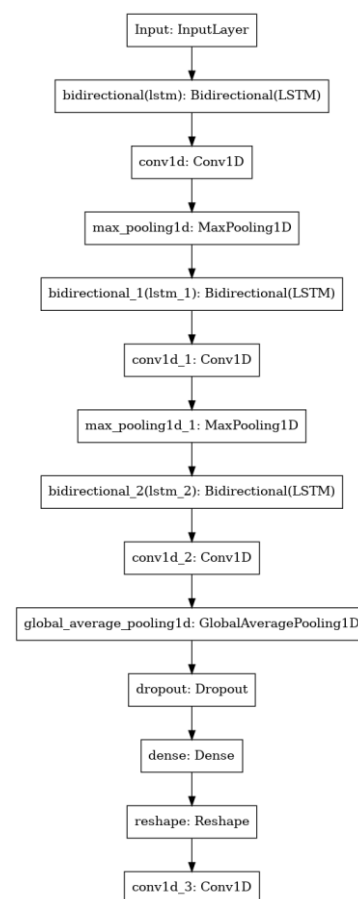 Input: InputLayer
bidirectional(lstm): Bidirectional(LSTM)
conv1d: Conv1D
max_pooling1d: MaxPooling1D
bidirectional_1(lstm_1): Bidirectional(LSTM)
conv1d_1: Conv1D
max_pooling1d_1: MaxPooling1D
bidirectional_2(lstm_2): Bidirectional(LSTM)
conv1d_2: Conv1D
global_average_pooling1d: GlobalAveragePooling1D
dropout: Dropout
dense: Dense
reshape: Reshape
conv1d_3: Conv1D